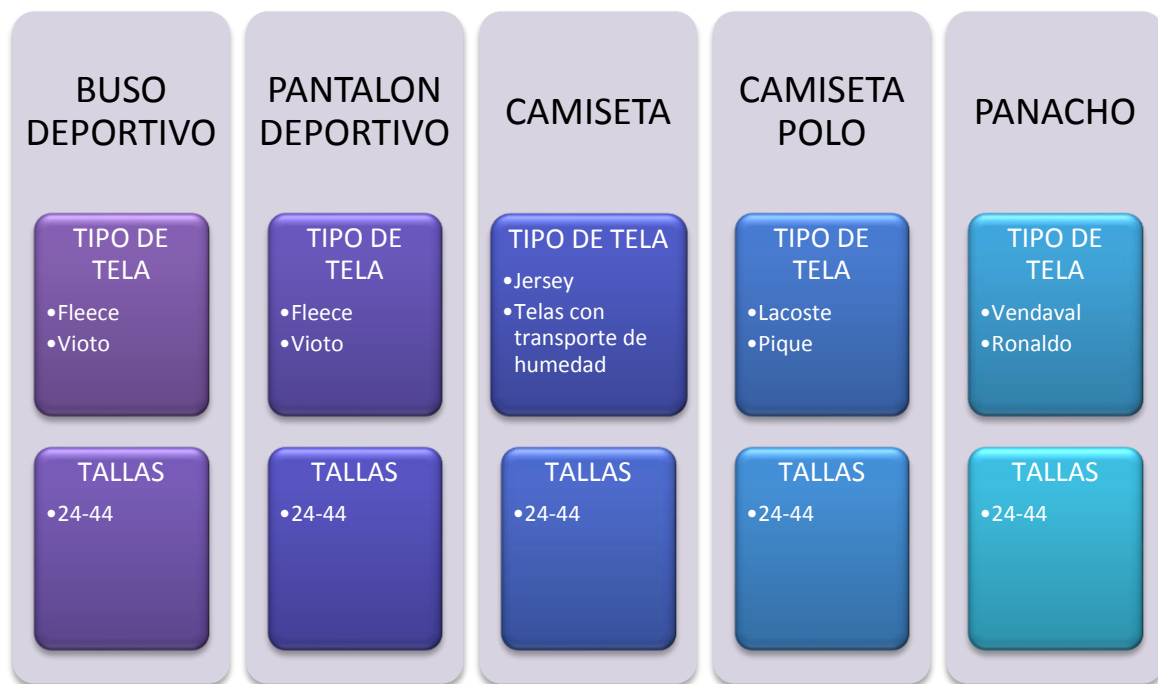 BUSO
DEPORTIVO
TIPO DE
TELA
•Fleece
•Vioto
TALLAS
•24-44
PANTALON
DEPORTIVO
TIPO DE
TELA
•Fleece
•Vioto
TALLAS
•24-44
CAMISETA
TIPO DE TELA
•Jersey
•Telas con
transporte de
humedad
TALLAS
•24-44
CAMISETA
POLO
TIPO DE
TELA
•Lacoste
•Pique
TALLAS
•24-44
PANACHO
TIPO DE
TELA
•Vendaval
•Ronaldo
TALLAS
•24-44